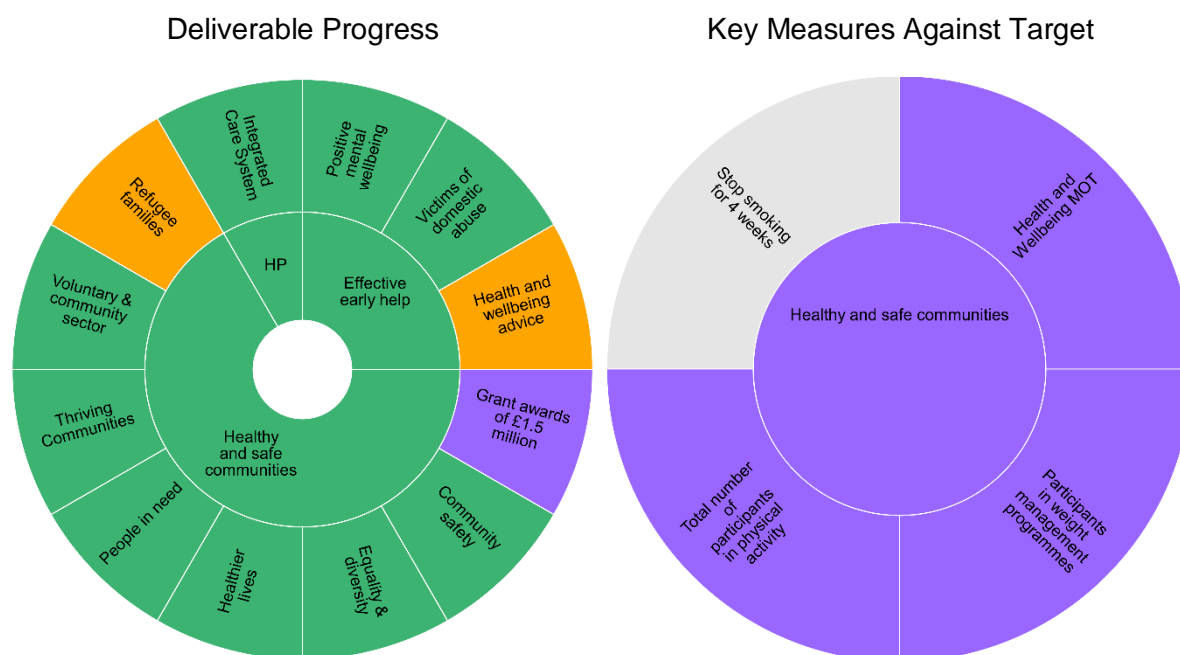 Deliverable Progress
Key Measures Against Target
Integrated
Care System
Positive
mental
wellbeing
Victims of
domestic
abuse
Health and
wellbeing
advice
Grant awards
of £1.5
million
Community
safety
Equality &
diversity
Healthier
lives
People in need
Thriving
Communities
Voluntary &
community
sector
Refugee
families
HP
Effective
early help
Healthy
and safe
communities
Stop smoking
for 4 weeks
Health and
Wellbeing MOT
Healthy and safe communities
Total number
of
participants
in physical
activity
Participants
in weight
management
programmes